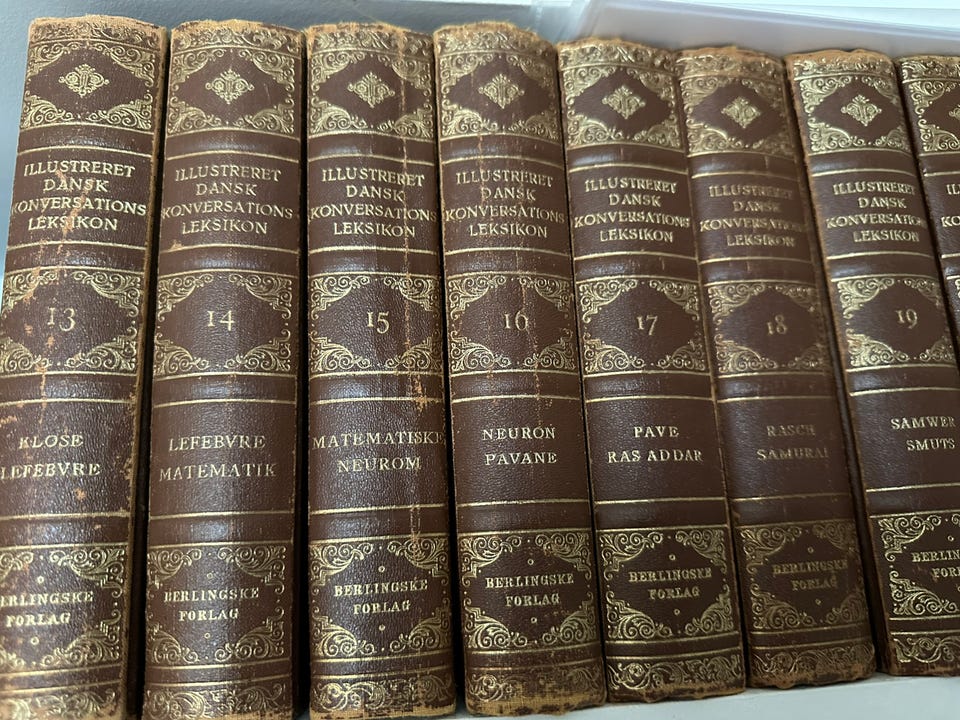 ILLUSTRERET
DANSK
KONVERSATIONS
LEKSIKON
13
KLOSE
LEFEBVRE
BERLINGSKE
FORLAG
ILLUSTRERET
DANSK
KONVERSATIONS
LEKSIKON
14
LEFEBVRE
MATEMATIK
BERLINGSKE
FORLAG
ILLUSTRERET
DANSK
KONVERSATIONS
LEKSIKON
15
MATEMATISKE
NEUROM
BERLINGSKE
FORLAG
ILLUSTRERET
DANSK
KONVERSATIONS
LEKSIKON
16
NEURON
PAVANE
BERLINGSKE
FORLAG
ILLUSTRERET
DANSK
KONVERSATIONS
LEKSIKON
17
PAVE
RAS ADDAR
BERLINGSKE
FORLAG
ILLUSTRERET
DANSK
KONVERSATIONS
LEKSIKON
18
RASCH
SAMURAI
BERLINGSKE
FORLAG
ILLUSTRERET
DANSK
KONVERSATIONS
LEKSIKON
19
SAMWER
SMUTS